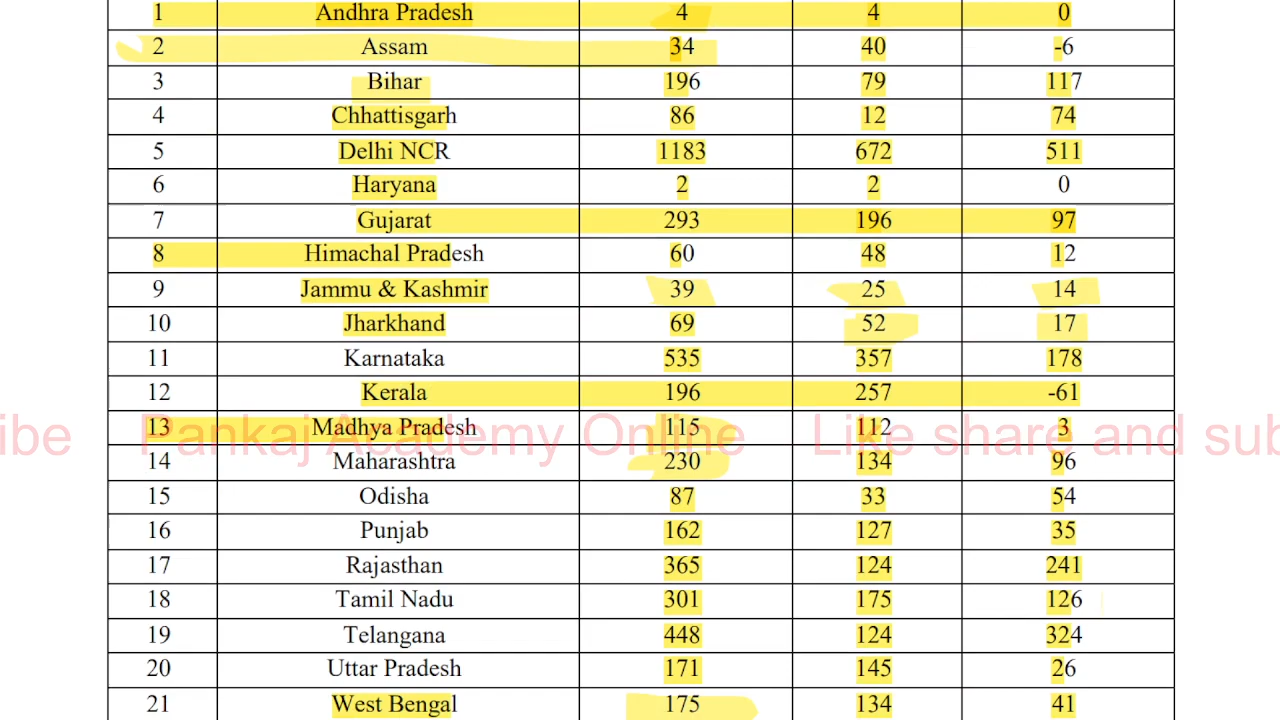 1 Andhra Pradesh 4 4 0
2 Assam 34 40 -6
3 Bihar 196 79 117
4 Chhattisgarh 86 12 74
5 Delhi NCR 1183 672 511
6 Haryana 2 2 0
7 Gujarat 293 196 97
8 Himachal Pradesh 60 48 12
9 Jammu & Kashmir 39 25 14
10 Jharkhand 69 52 17
11 Karnataka 535 357 178
12 Kerala 196 257 -61
ibe Pankaj Academy Online Like share and sub
13 Madhya Pradesh 115 112 3
14 Maharashtra 230 134 96
15 Odisha 87 33 54
16 Punjab 162 127 35
17 Rajasthan 365 124 241
18 Tamil Nadu 301 175 126
19 Telangana 448 124 324
20 Uttar Pradesh 171 145 26
21 West Bengal 175 134 41